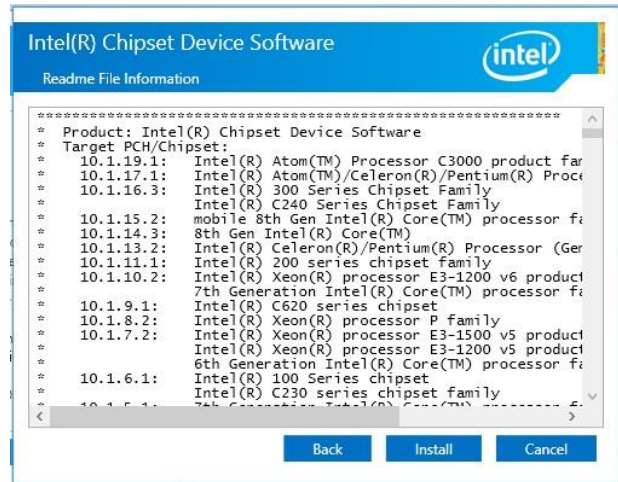 Intel(R) Chipset Device Software
intel
Readme File Information
************************************************************
* Product: Intel(R) Chipset Device Software
* Target PCH/Chipset:
* 10.1.19.1: Intel(R) Atom(TM) Processor C3000 product
* 10.1.17.1: Intel(R) Atom(TM)/Celeron(R)/Pentium(R)
* 10.1.16.3: Intel(R) 300 Series Chipset Family
* Intel(R) C240 Series Chipset Family
* 10.1.15.2: mobile 8th Gen Intel(R) Core(TM) processor
* 10.1.14.3: 8th Gen Intel(R) Core(TM)
* 10.1.13.2: Intel(R) Celeron(R)/Pentium(R) Processor
* 10.1.11.1: Intel(R) 200 series chipset family
* 10.1.10.2: Intel(R) Xeon(R) processor E3-1200 v6 product
* 7th Generation Intel(R) Core(TM) processor
* 10.1.9.1: Intel(R) C620 series chipset
* 10.1.8.2: Intel(R) Xeon(R) processor P family
* 10.1.7.2: Intel(R) Xeon(R) processor E3-1500 v5 product
* Intel(R) Xeon(R) processor E3-1200 v5 product
* 6th Generation Intel(R) Core(TM) processor
* 10.1.6.1: Intel(R) 100 Series chipset
* Intel(R) C230 series chipset family
Back Install Cancel